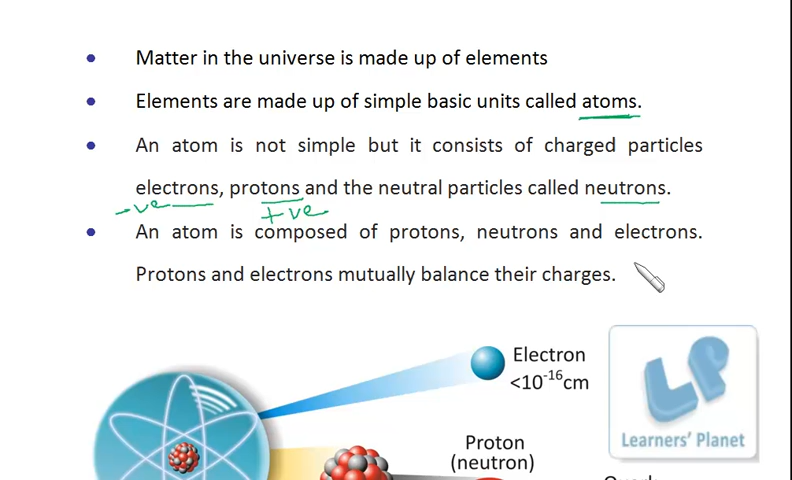 Matter in the universe is made up of elements
Elements are made up of simple basic units called atoms.
An atom is not simple but it consists of charged particles
electrons, protons and the neutral particles called neutrons.
-ve
+ve
An atom is composed of protons, neutrons and electrons.
Protons and electrons mutually balance their charges.
Electron
<10⁻¹⁶cm
LP
Learners' Planet
Proton
(neutron)